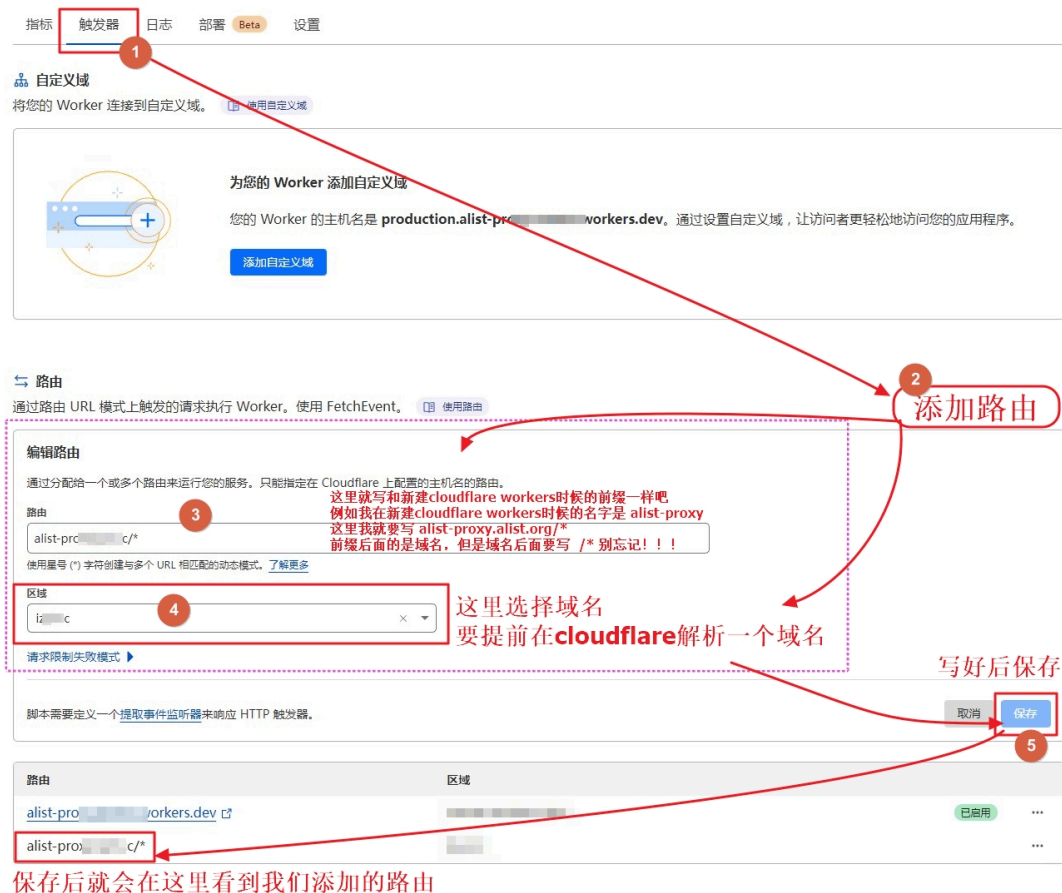 指标 触发器 日志 部署 Beta 设置
1
自定义域
将您的 Worker 连接到自定义域。 使用自定义域
为您的 Worker 添加自定义域
您的 Worker 的主机名是 production.alist-pro workers.dev。通过设置自定义域，让访问者更轻松地访问您的应用程序。
添加自定义域
2
路由
添加路由
通过路由 URL 模式上触发的请求执行 Worker。使用 FetchEvent。 使用路由
编辑路由
通过分配给一个或多个路由来运行您的服务。只能指定在 Cloudflare 上配置的主机名的路由。
这里就写和新建cloudflare workers时候的前缀一样吧
例如我在新建cloudflare workers时候的名字是 alist-proxy
这里我就要写 alist-proxy.alist.org/*
前缀后面的是域名，但是域名后面要写 /* 别忘记！！！
路由
3
alist-pro c/*
使用星号 (*) 字符创建与多个 URL 相匹配的动态模式。了解更多
区域
4
iz c
这里选择域名
要提前在cloudflare解析一个域名
请求限制失败模式
写好后保存
脚本需要定义一个提取事件监听器来响应 HTTP 触发器。
取消 保存
5
路由 区域
alist-pro orkers.dev 已启用 ...
alist-prox c/* ...
保存后就会在这里看到我们添加的路由